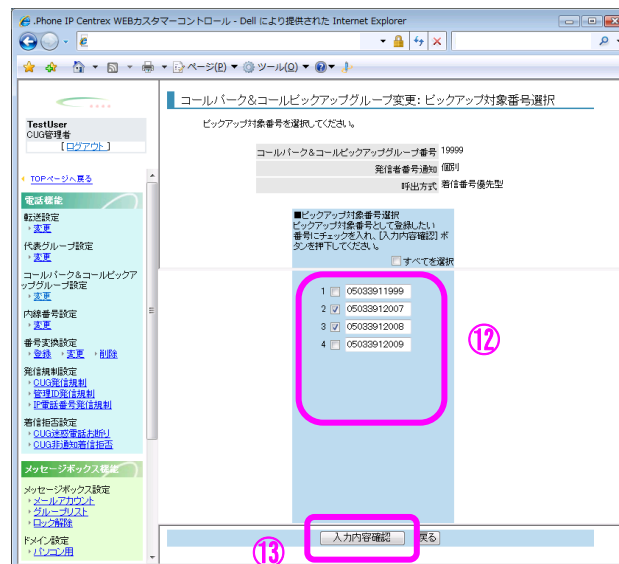 .Phone IP Centrex WEBカスタマーコントロール - Dell により提供された Internet Explorer
ページ(P) ツール(O)
TestUser
CUG管理者
[ログアウト]
TOPページへ戻る
電話機能
転送設定
変更
代表グループ設定
変更
コールパーク&コールピックア
ップグループ設定
変更
内線番号設定
変更
番号変換設定
登録 変更 削除
発信規制設定
CUG発信規制
管理ID発信規制
IP電話番号発信規制
着信拒否設定
CUG迷惑電話お断り
CUG非通知着信拒否
メッセージボックス機能
メッセージボックス設定
メールアカウント
グループリスト
ロック解除
ドメイン設定
パソコン用
コールパーク&コールピックアップグループ変更: ピックアップ対象番号選択
ピックアップ対象番号を選択してください。
コールパーク&コールピックアップグループ番号 19999
発信者番号通知 個別
呼出方式 着信番号優先型
■ピックアップ対象番号選択
ピックアップ対象番号として登録したい
番号にチェックを入れ、[入力内容確認] ボ
タンを押下してください。
すべてを選択
1 05033911999
2 05033912007
3 05033912008
4 05033912009
⑫
⑬
入力内容確認 戻る